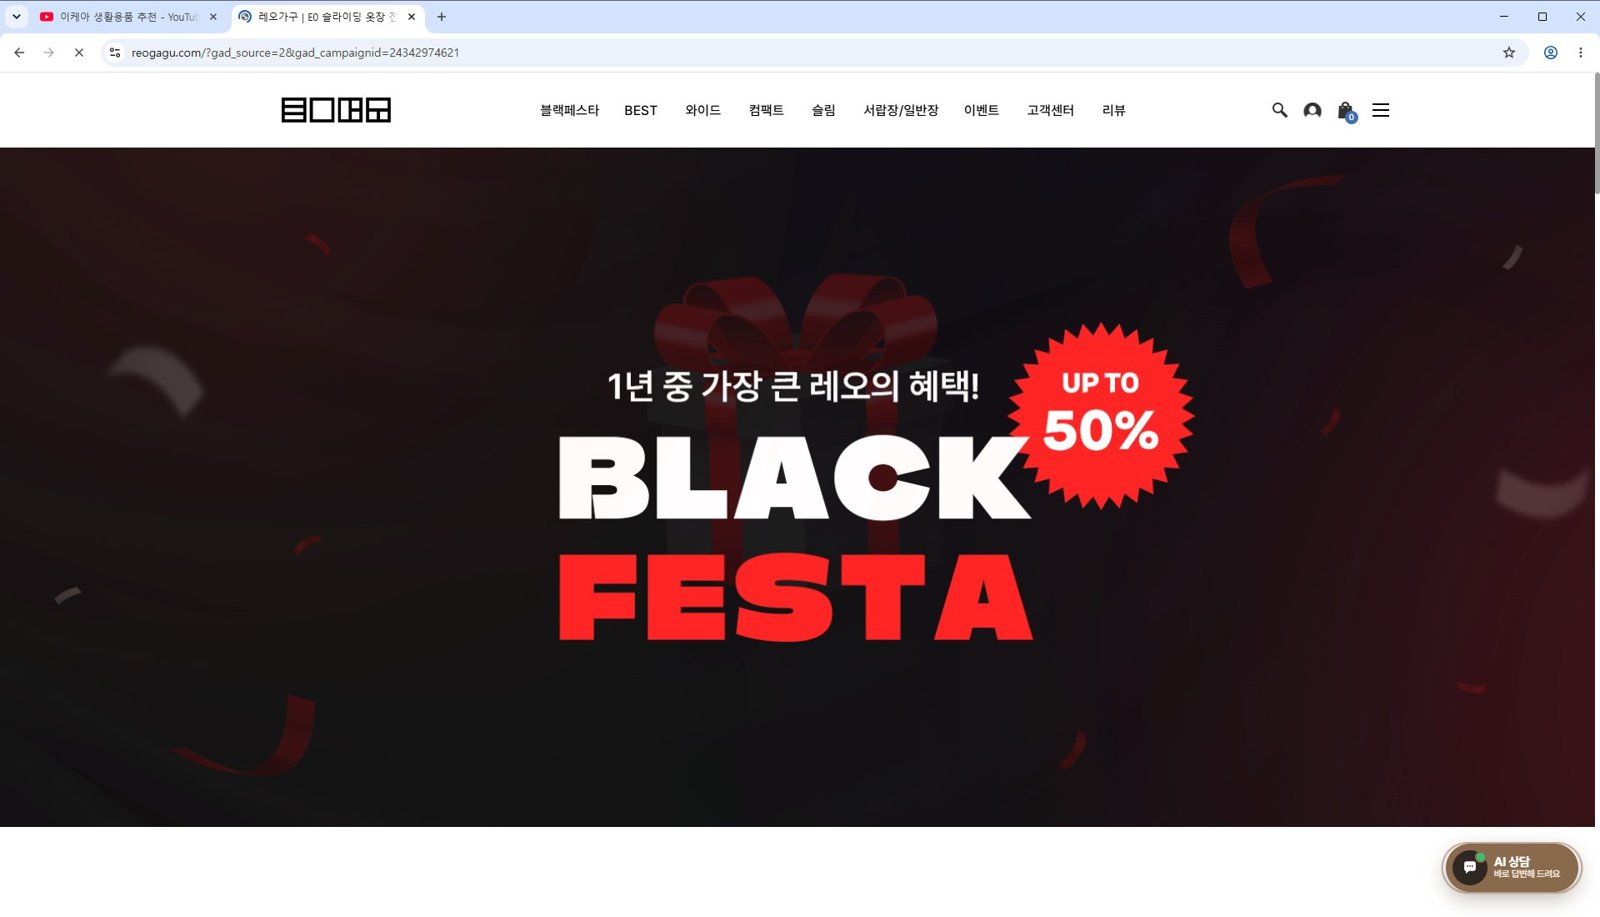 이케아 생활용품 추천 - YouTu
레오가구 | E0 슬라이딩 옷장 전
reogagu.com/?gad_source=2&gad_campaignid=24342974621
블랙페스타 BEST 와이드 컴팩트 슬림 서랍장/일반장 이벤트 고객센터 리뷰
0
1년 중 가장 큰 레오의 혜택!
UP TO
50%
BLACK
FESTA
AI 상담
바로 답변해 드려요